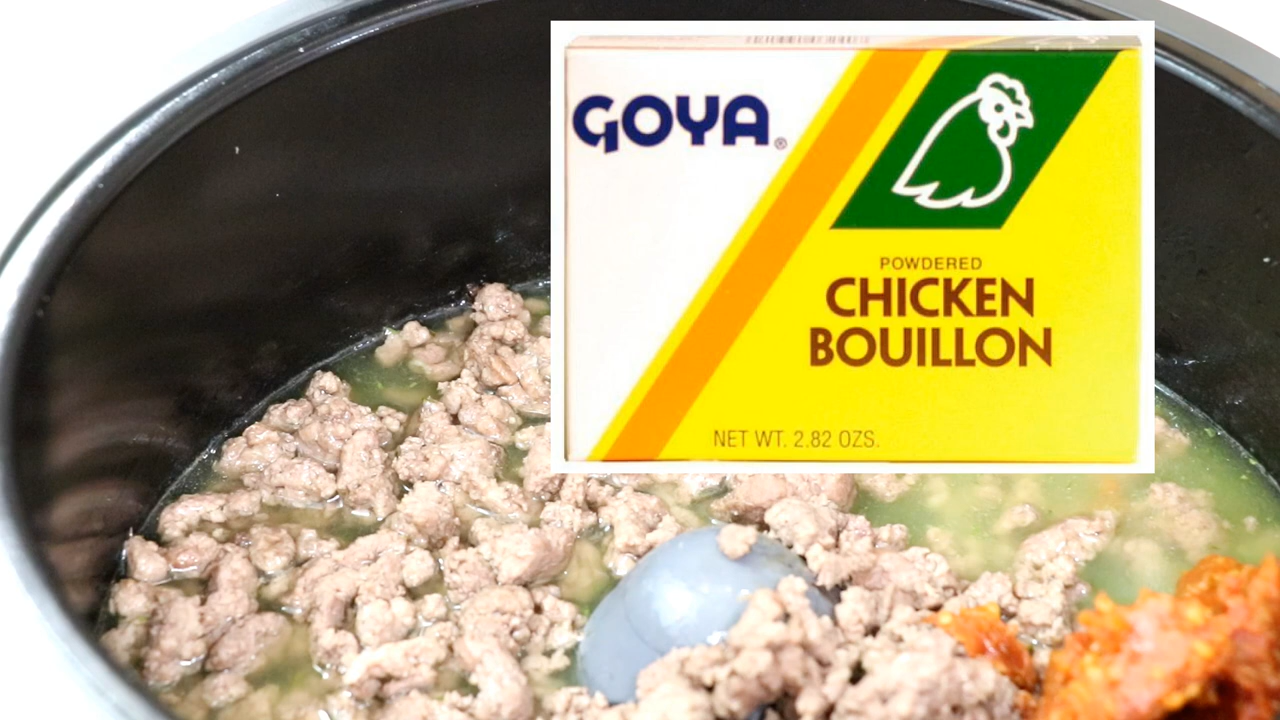 GOYA®
POWDERED
CHICKEN
BOUILLON
NET WT. 2.82 OZS.